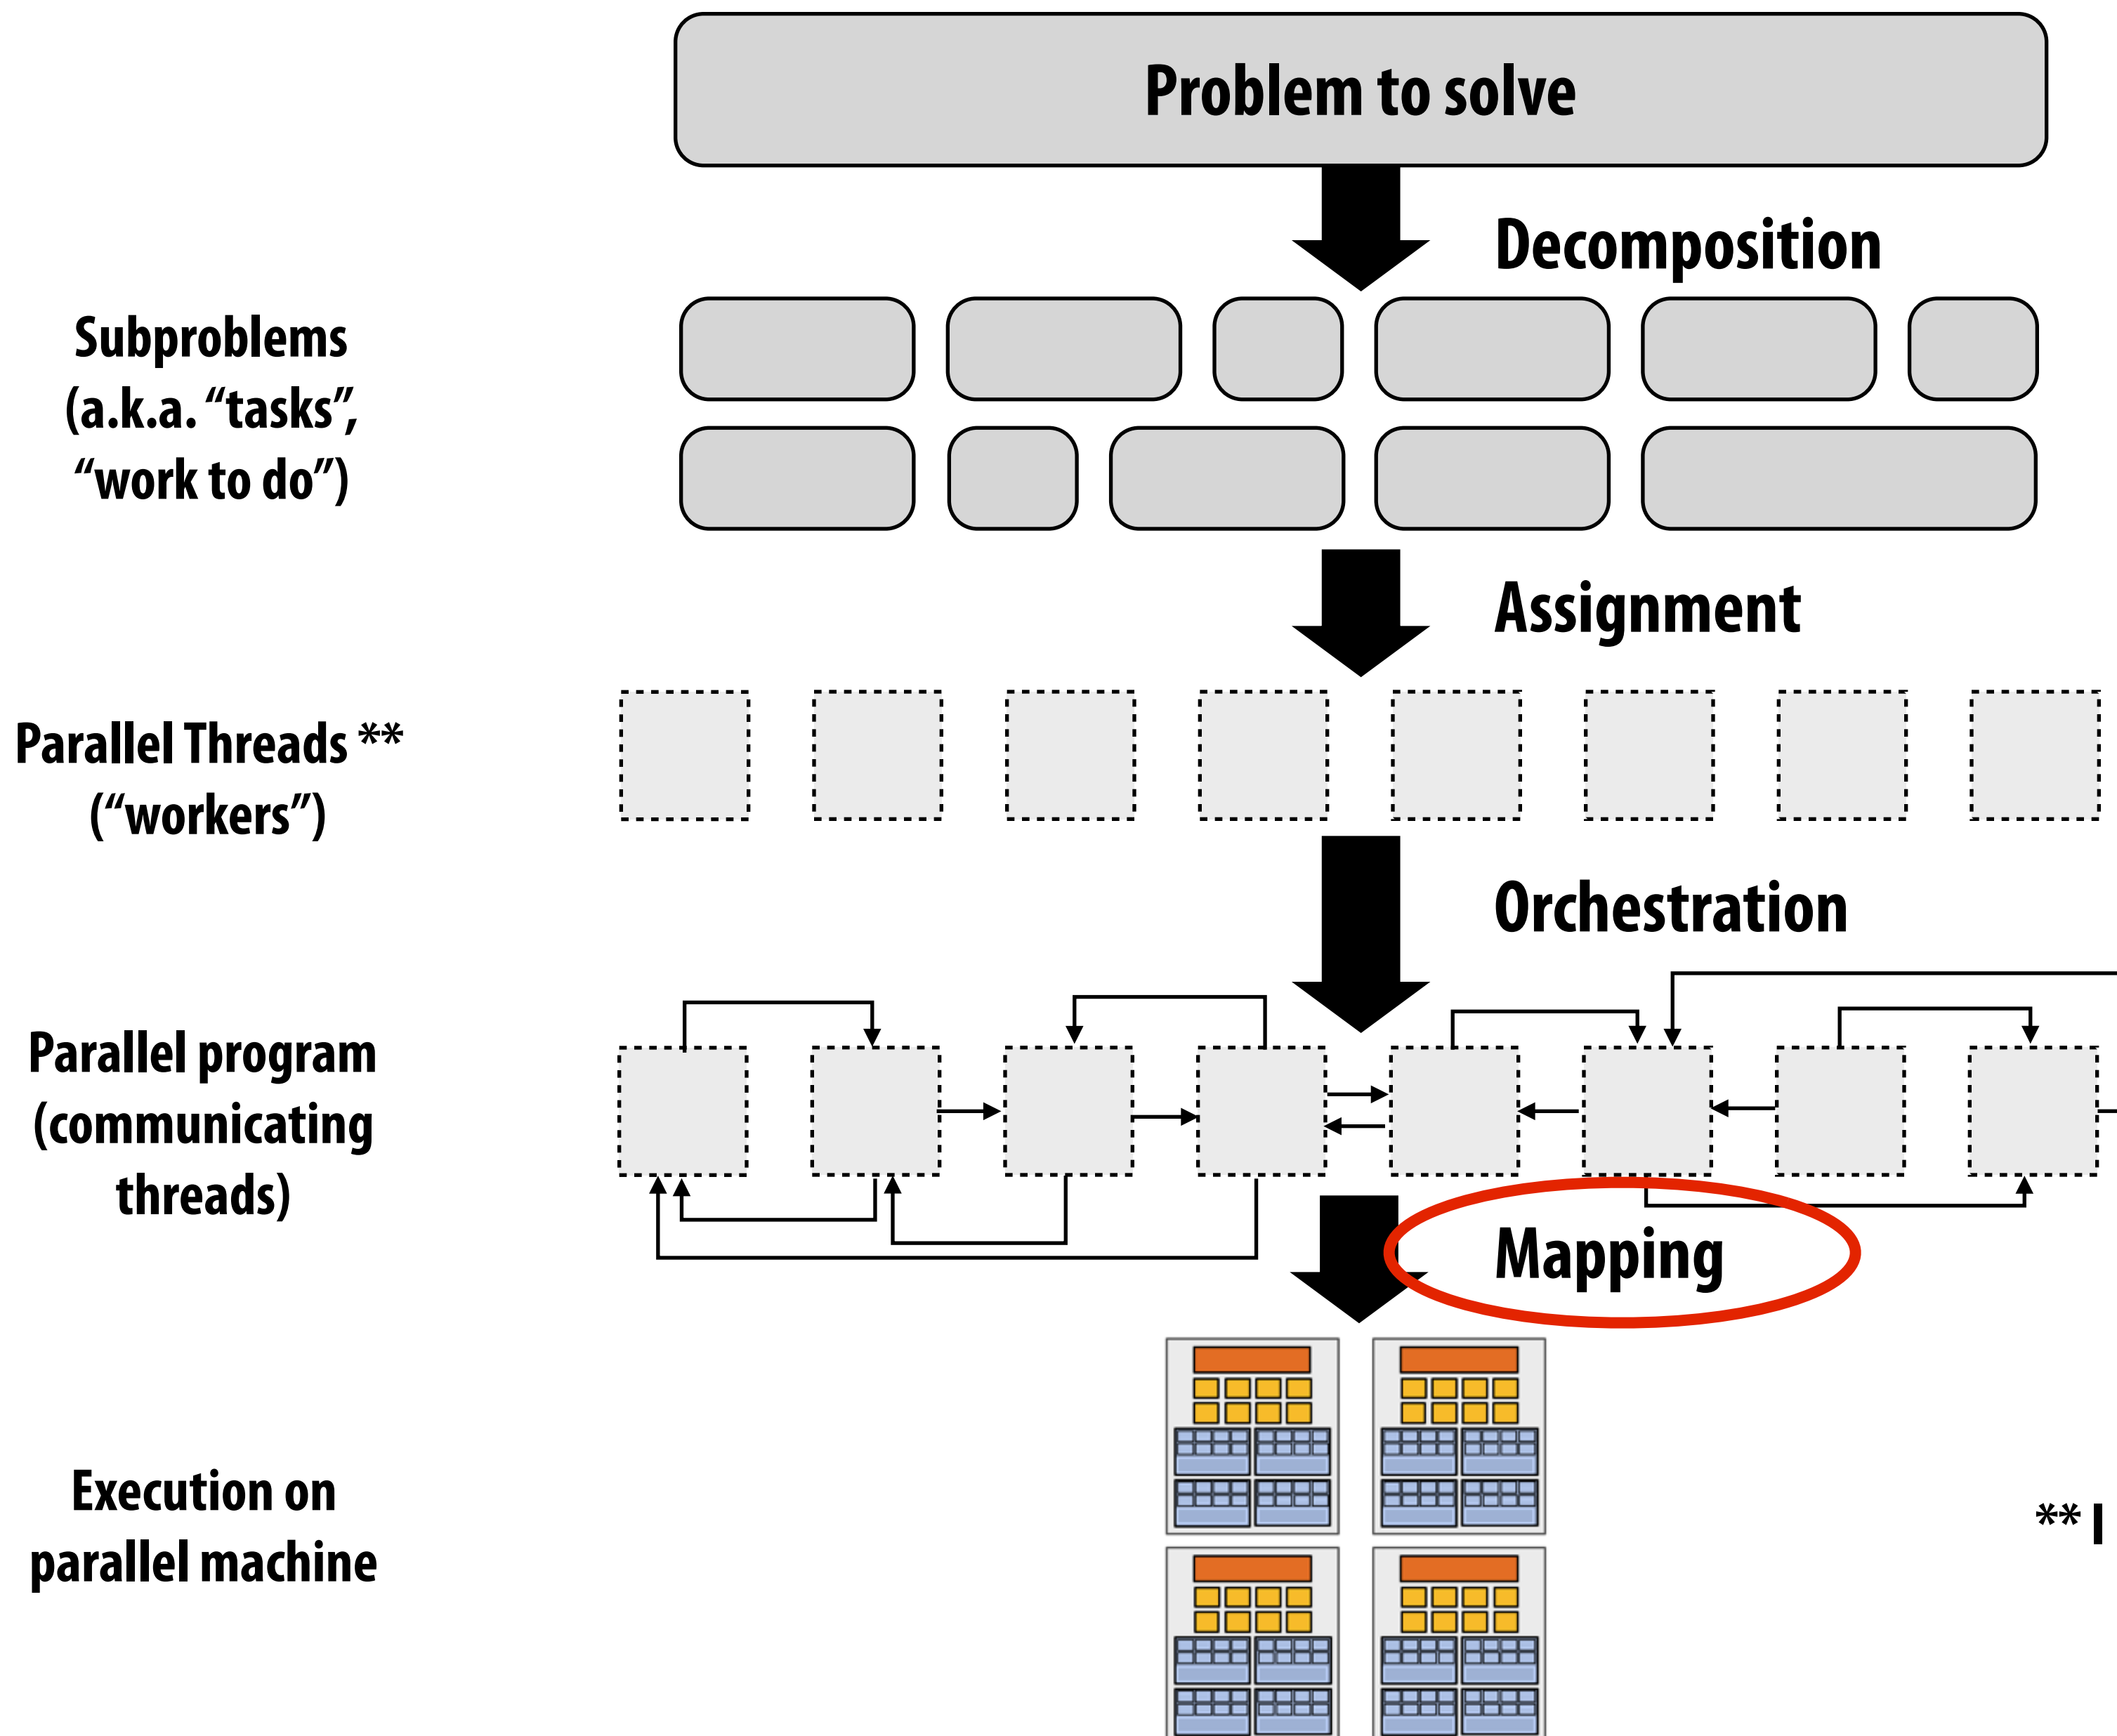 Problem to solve
Decomposition
Subproblems
(a.k.a. “tasks”,
“work to do”)
Assignment
Parallel Threads **
(“workers”)
Orchestration
Parallel program
(communicating
threads)
Mapping
Execution on
parallel machine
**